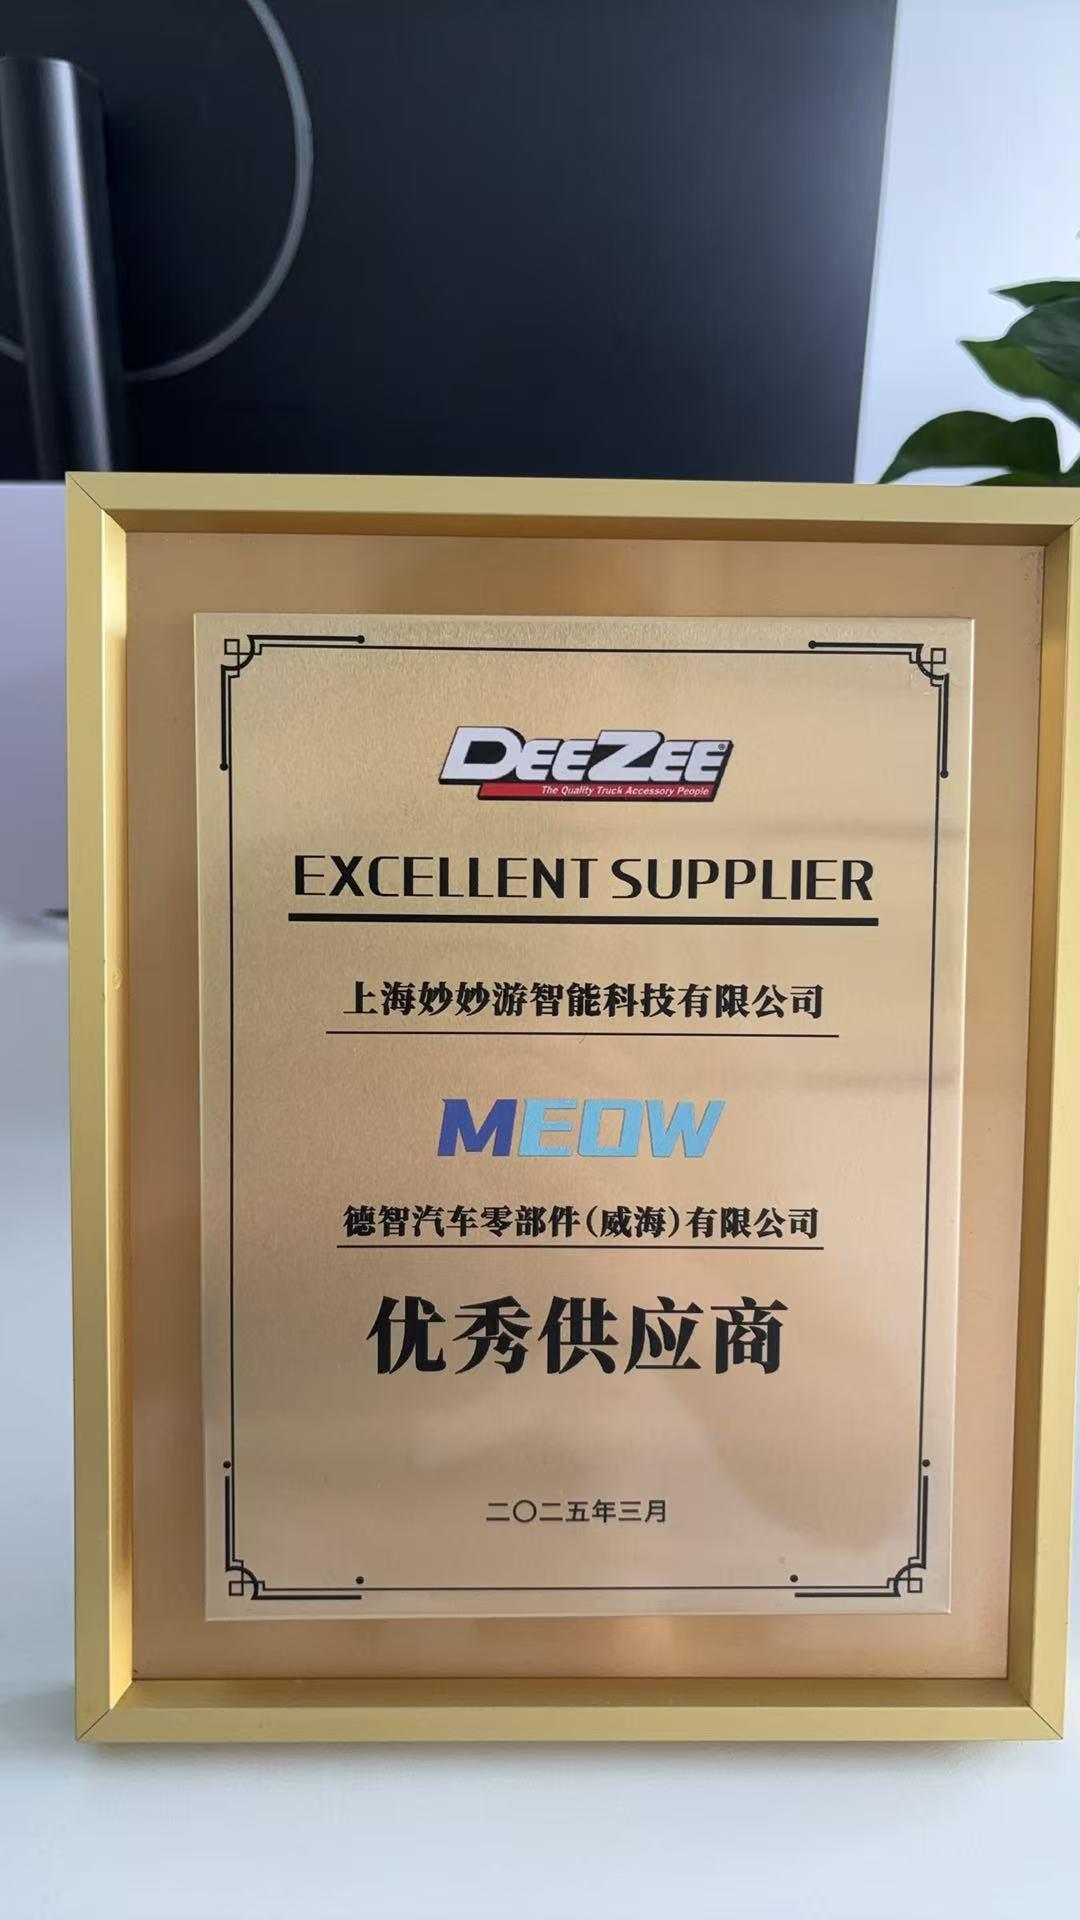 DEEZEE®
The Quality Truck Accessory People
EXCELLENT SUPPLIER
上海妙妙游智能科技有限公司
MEOW
德智汽车零部件(威海)有限公司
优秀供应商
二〇二五年三月